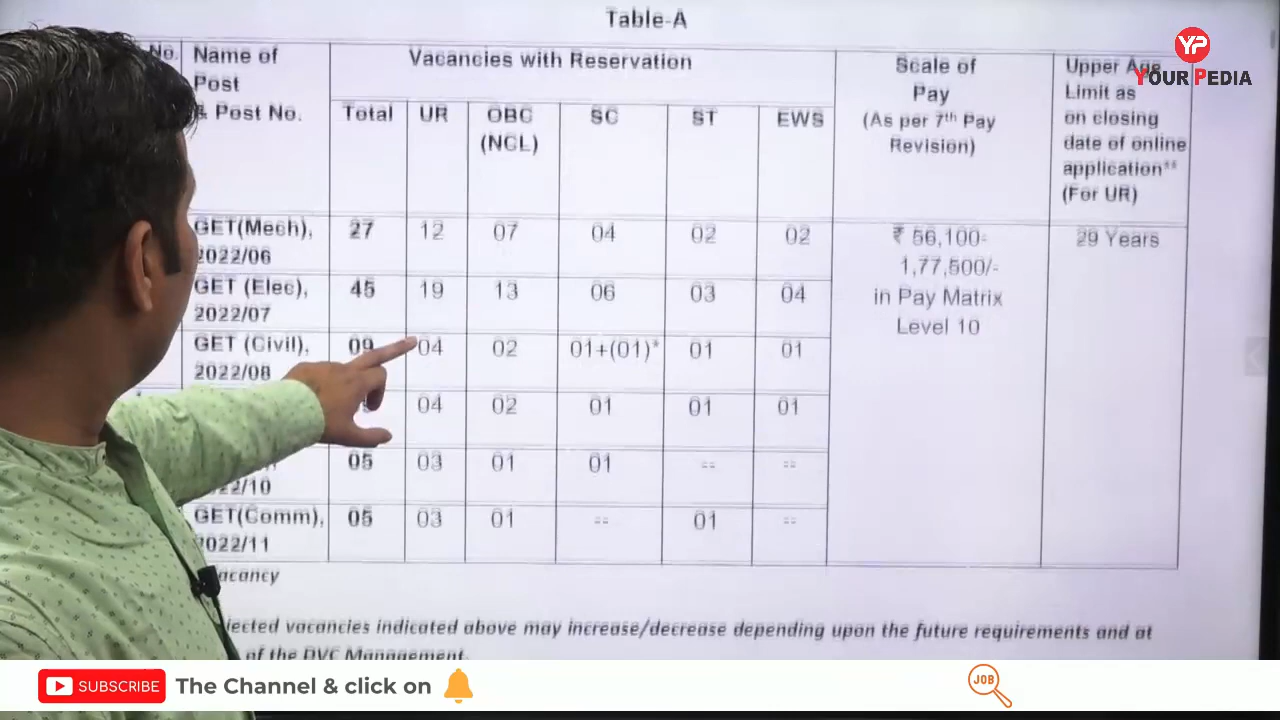 Table-A
YP
YOUR PEDIA
No.
Name of
Post
& Post No.
Vacancies with Reservation
Total
UR
OBC
(NCL)
SC
ST
EWS
Scale of
Pay
(As per 7th Pay
Revision)
Upper Age
Limit as
on closing
date of online
application**
(For UR)
GET(Mech),
2022/06
27
12
07
04
02
02
₹ 56,100-
1,77,500/-
in Pay Matrix
Level 10
29 Years
GET (Elec),
2022/07
45
19
13
06
03
04
GET (Civil),
2022/08
09
04
02
01+(01)*
01
01
04
02
01
01
01
05
03
01
01
--
--
GET(Comm),
2022/11
05
03
01
--
01
--
of the DVC Management.
vacancies indicated above may increase/decrease depending upon the future requirements and at
SUBSCRIBE
The Channel & click on
JOB